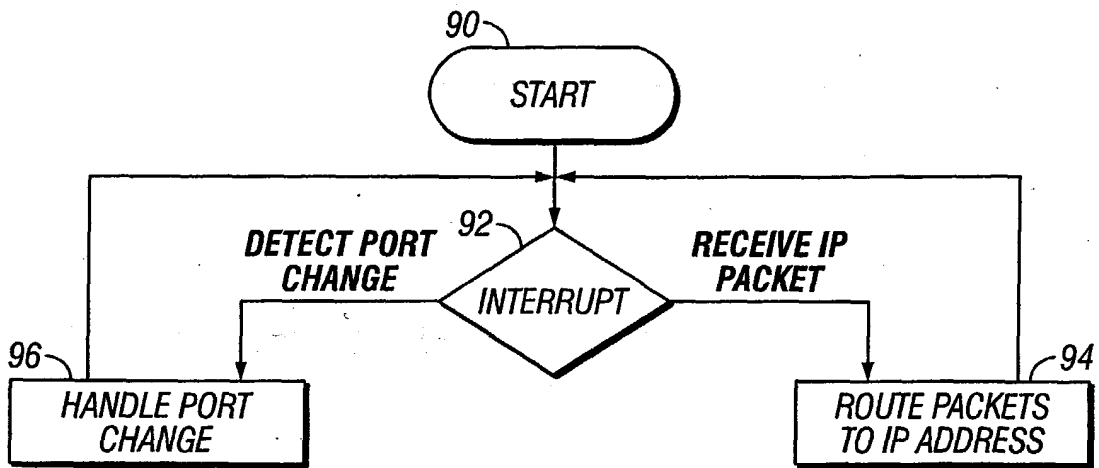 90
START
92
DETECT PORT
CHANGE
INTERRUPT
RECEIVE IP
PACKET
96
HANDLE PORT
CHANGE
94
ROUTE PACKETS
TO IP ADDRESS